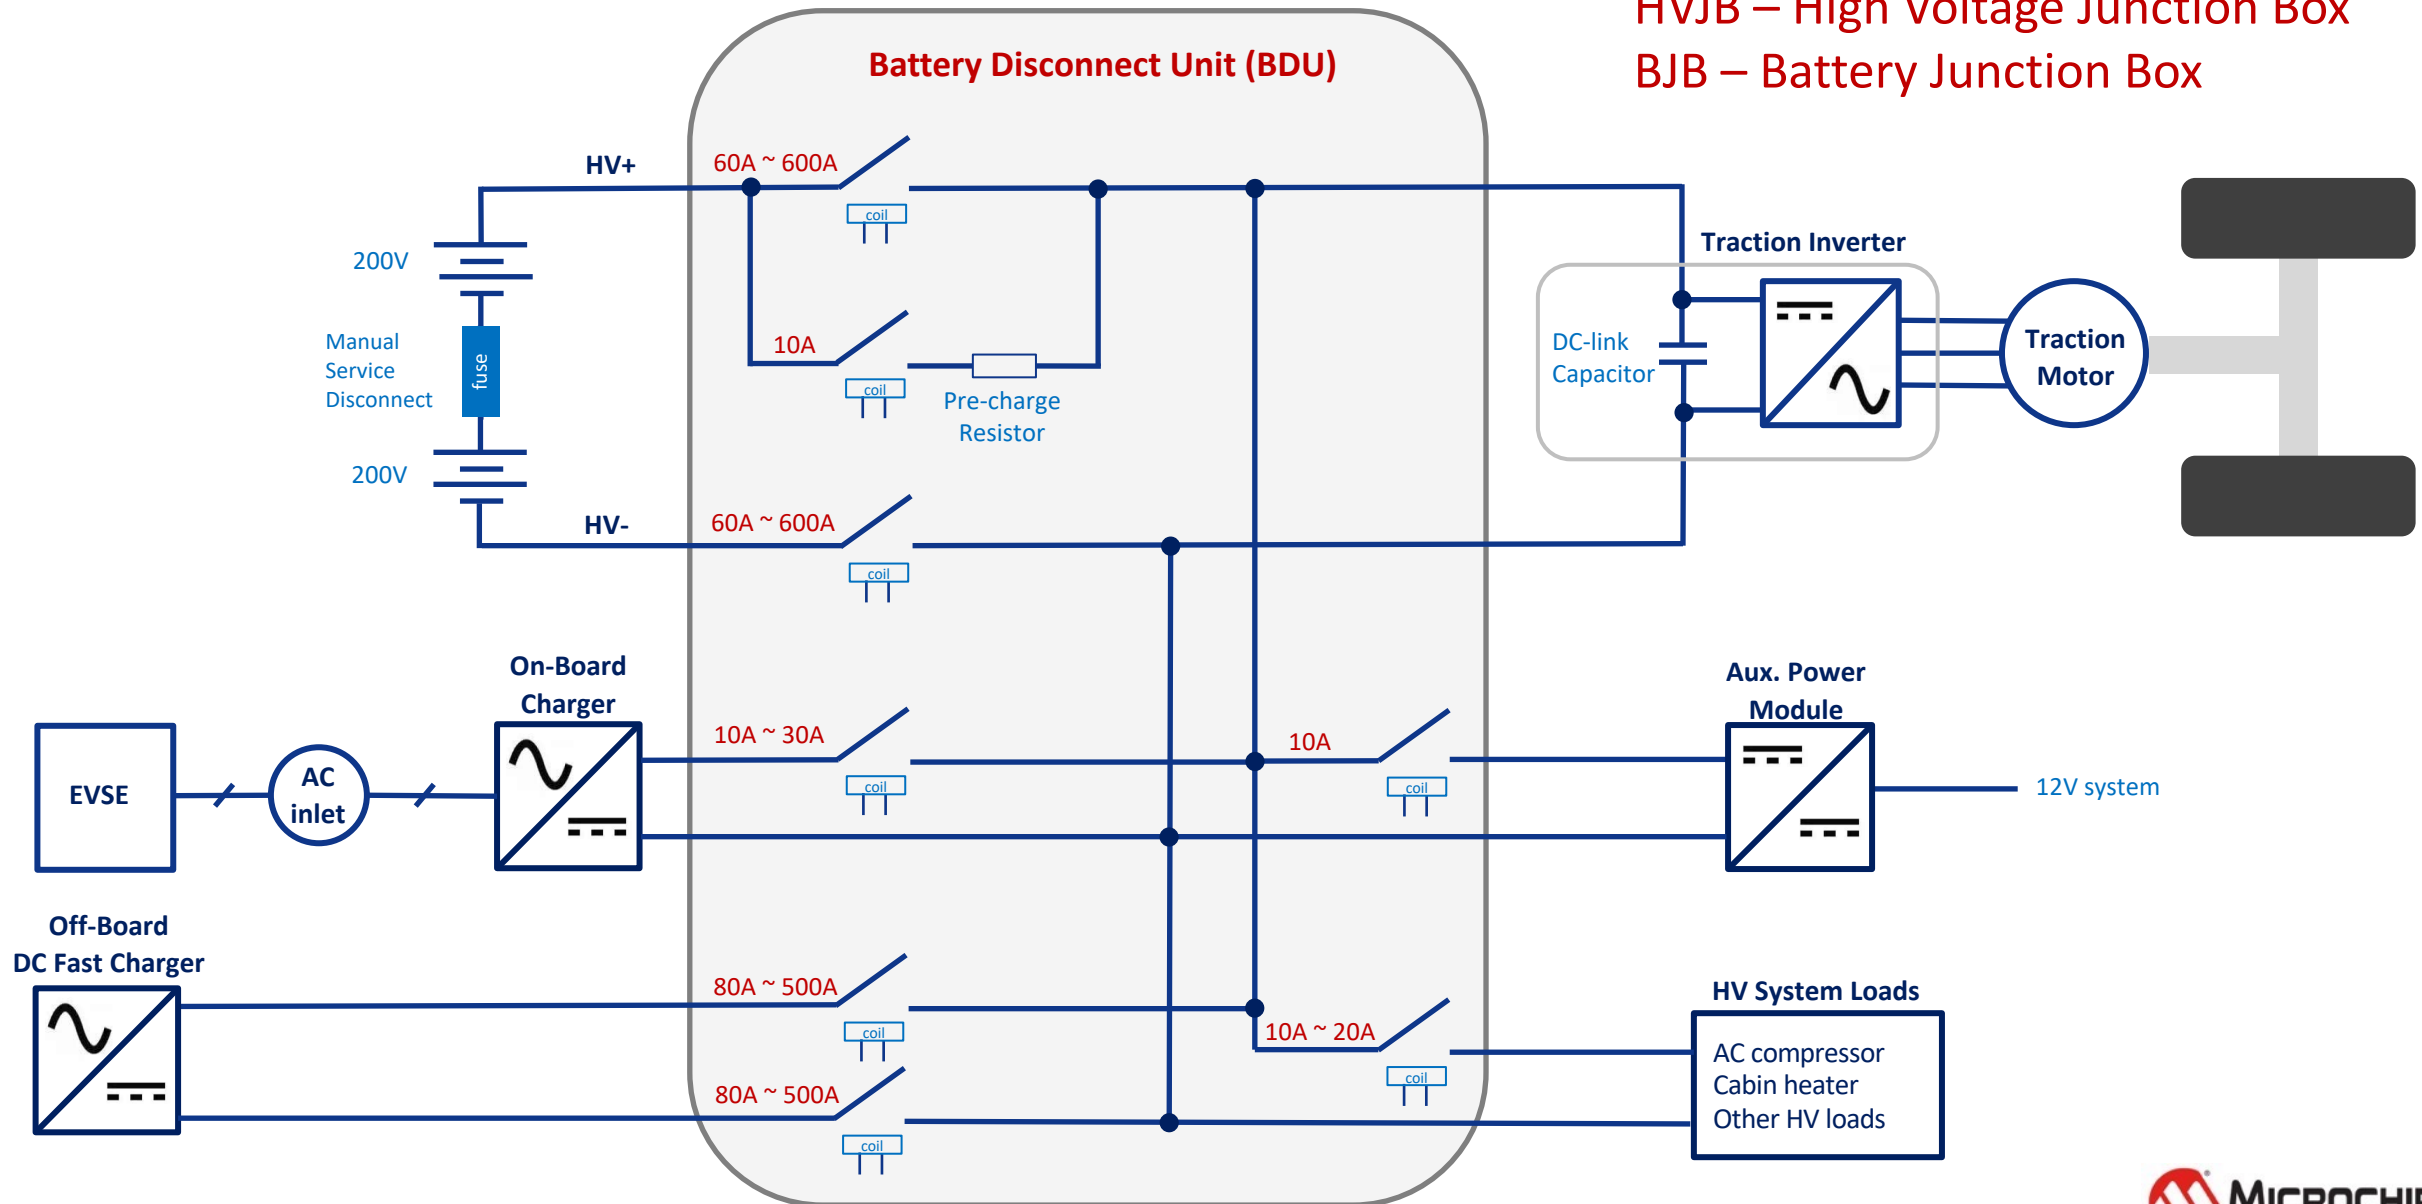 HVJB – High Voltage Junction Box
BJB – Battery Junction Box
Battery Disconnect Unit (BDU)
HV+
60A ~ 600A
coil
200V
Manual
Service
Disconnect
fuse
200V
10A
coil
Pre-charge
Resistor
HV-
60A ~ 600A
coil
Traction Inverter
DC-link
Capacitor
Traction
Motor
On-Board
Charger
EVSE
AC
inlet
10A ~ 30A
coil
10A
coil
Aux. Power
Module
12V system
Off-Board
DC Fast Charger
80A ~ 500A
coil
80A ~ 500A
coil
10A ~ 20A
coil
HV System Loads
AC compressor
Cabin heater
Other HV loads
MICROCHIP